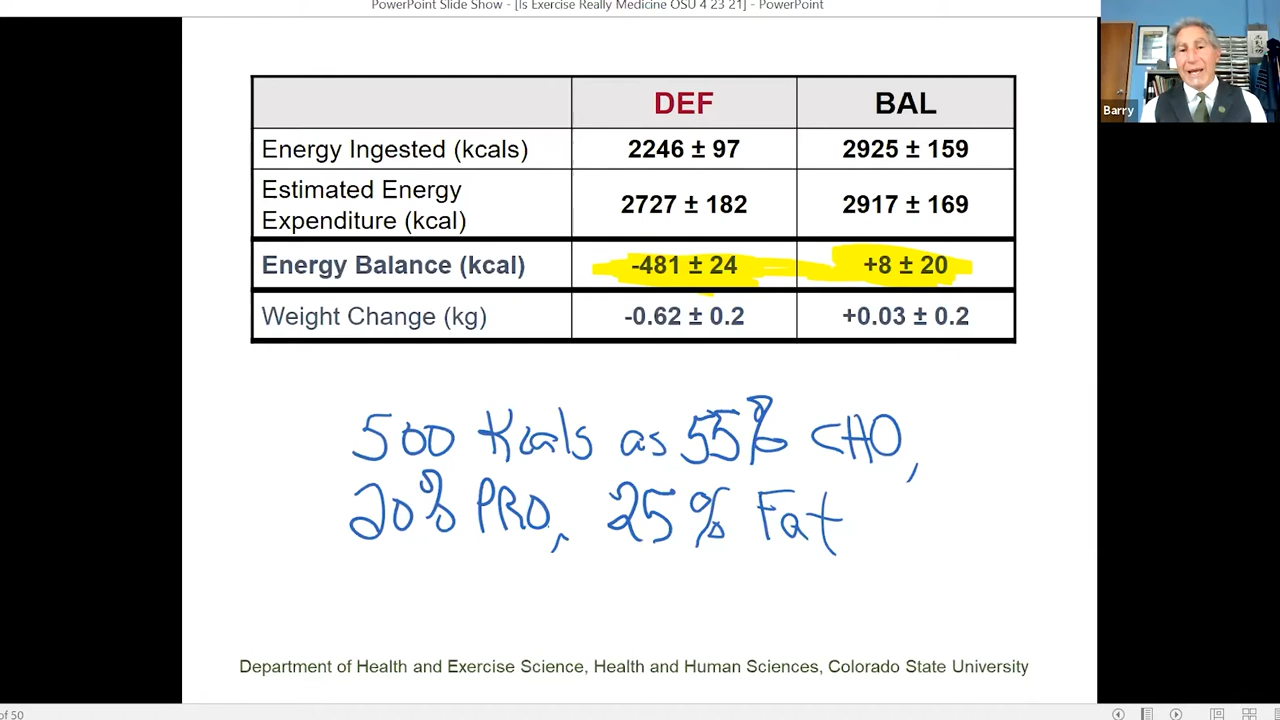 PowerPoint Slide Show - [Is Exercise Really Medicine OSU 4 23 21] - PowerPoint
Barry
DEF BAL
Energy Ingested (kcals) 2246 ± 97 2925 ± 159
Estimated Energy
Expenditure (kcal) 2727 ± 182 2917 ± 169
Energy Balance (kcal) -481 ± 24 +8 ± 20
Weight Change (kg) -0.62 ± 0.2 +0.03 ± 0.2
500 Kcals as 55% CHO,
20% PRO, 25% Fat
Department of Health and Exercise Science, Health and Human Sciences, Colorado State University
of 50